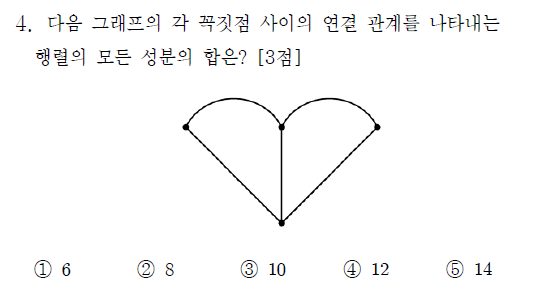 4. 다음 그래프의 각 꼭짓점 사이의 연결 관계를 나타내는
행렬의 모든 성분의 합은? [3점]
① 6 ② 8 ③ 10 ④ 12 ⑤ 14